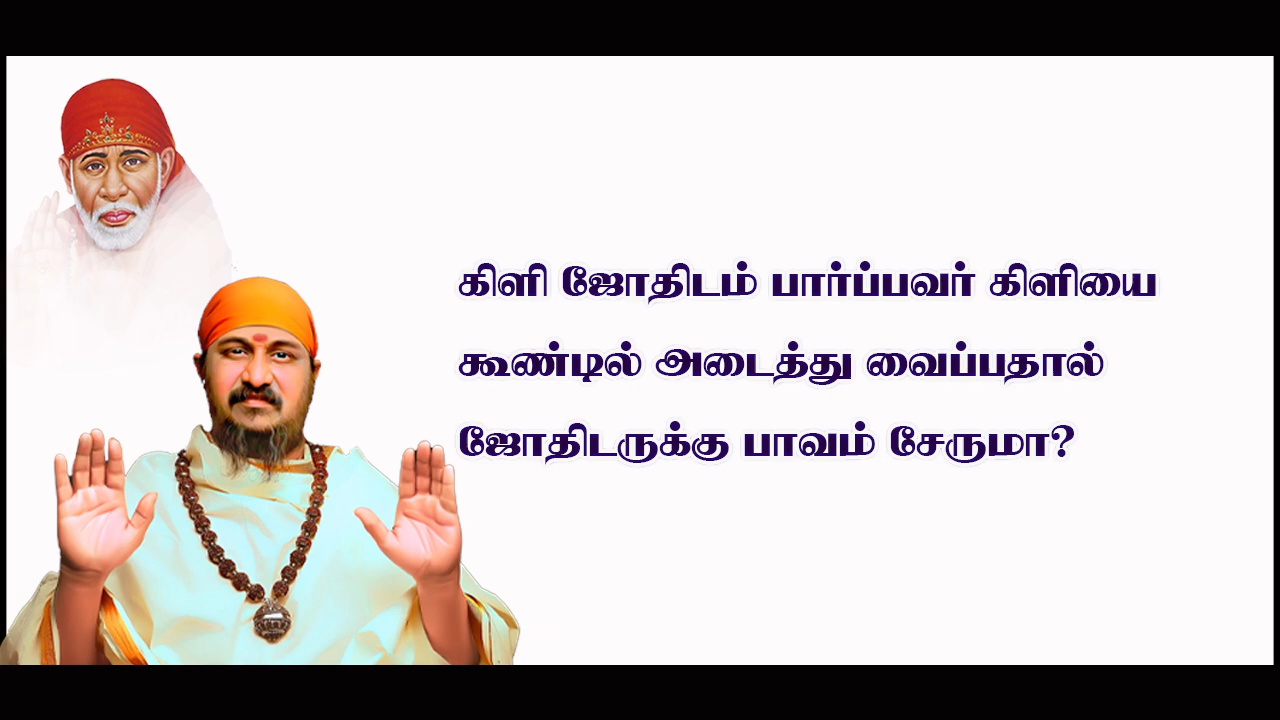 கிளி ஜோதிடம் பார்ப்பவர் கிளியை
கூண்டில் அடைத்து வைப்பதால்
ஜோதிடருக்கு பாவம் சேருமா?